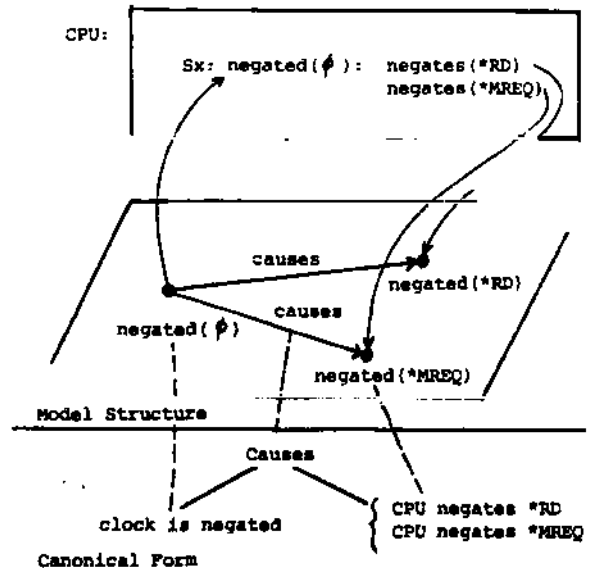 CPU:
Sx: negated(ϕ): negates(*RD)
negates(*MREQ)
causes
negated(*RD)
causes
negated(ϕ)
negated(*MREQ)
Model Structure
Causes
clock is negated
{ CPU negates *RD
{ CPU negates *MREQ
Canonical Form